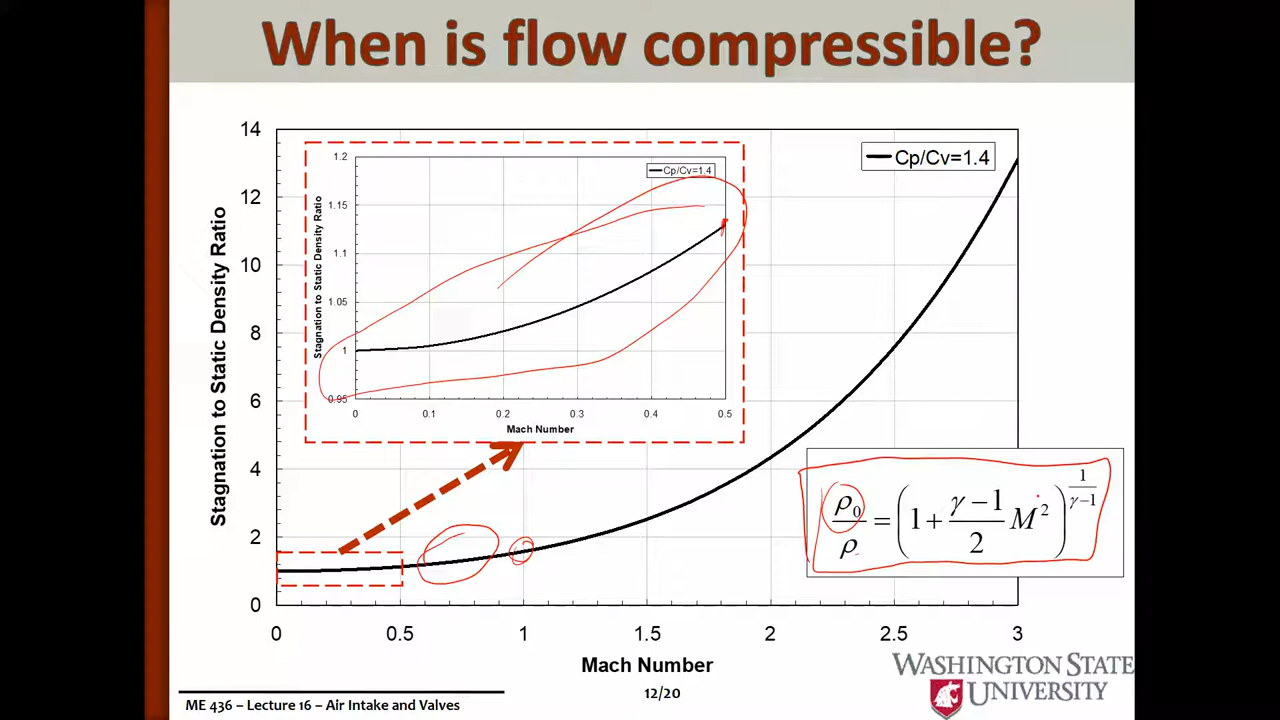 When is flow compressible?
14
12
10
8
6
4
2
0
Stagnation to Static Density Ratio
Cp/Cv=1.4
1.2
1.15
1.1
1.05
1
0.95
Stagnation to Static Density Ratio
Cp/Cv=1.4
0 0.1 0.2 0.3 0.4 0.5
Mach Number
ρ₀/ρ = (1 + (γ−1)/2 M²)^(1/(γ−1))
0 0.5 1 1.5 2 2.5 3
Mach Number
WASHINGTON STATE
UNIVERSITY
12/20
ME 436 – Lecture 16 – Air Intake and Valves